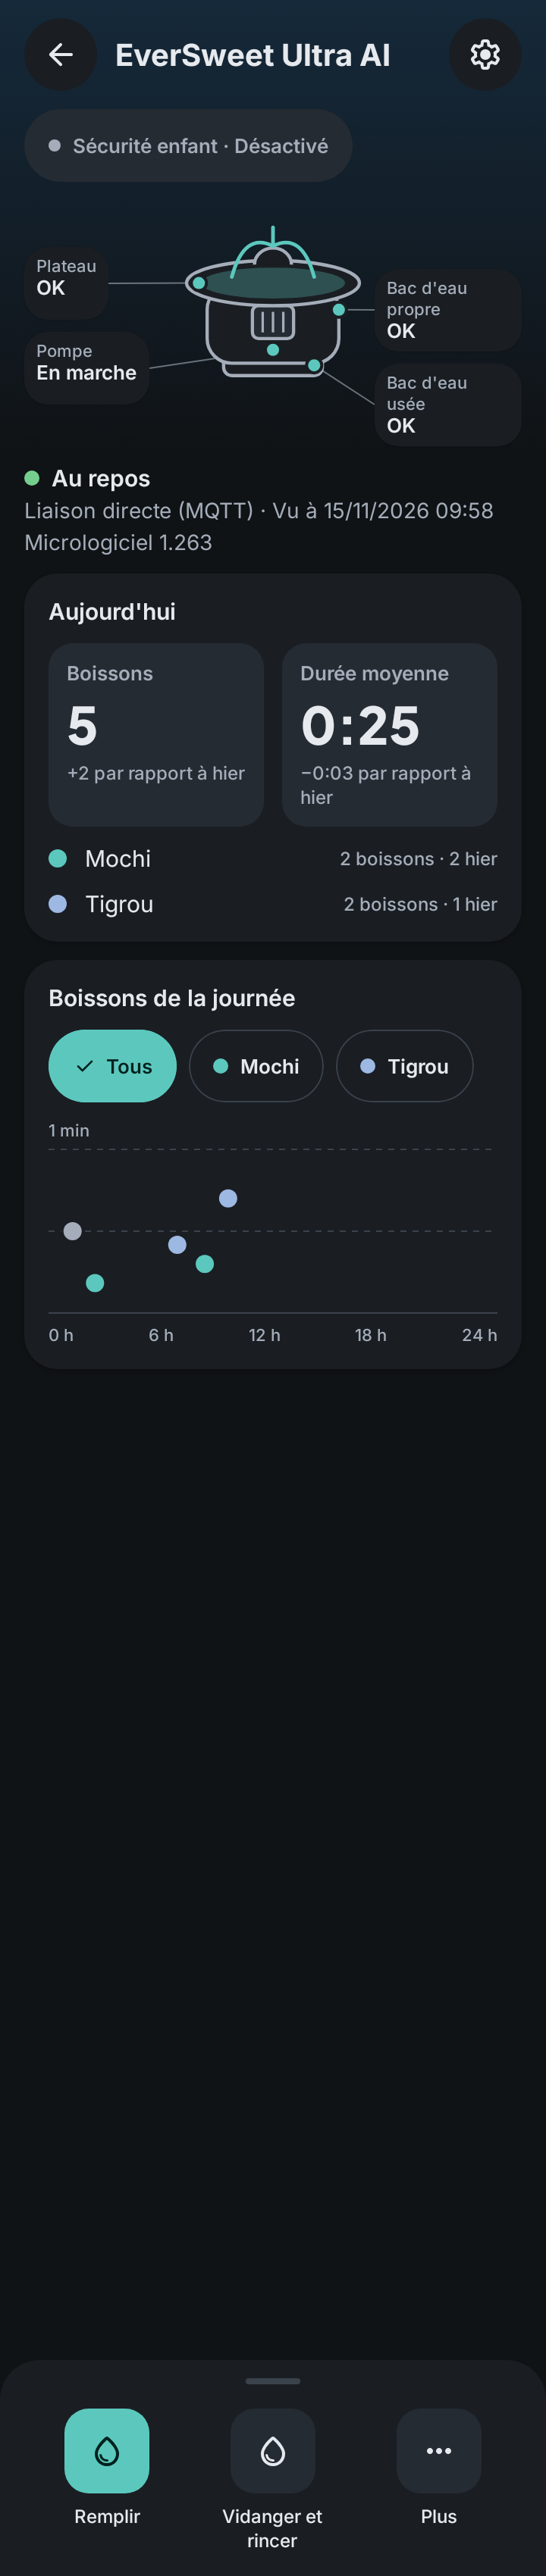 EverSweet Ultra AI
Sécurité enfant · Désactivé
Plateau
OK
Bac d'eau
propre
OK
Pompe
En marche
Bac d'eau
usée
OK
Au repos
Liaison directe (MQTT) · Vu à 15/11/2026 09:58
Micrologiciel 1.263
Aujourd'hui
Boissons
5
+2 par rapport à hier
Durée moyenne
0:25
−0:03 par rapport à
hier
Mochi
2 boissons · 2 hier
Tigrou
2 boissons · 1 hier
Boissons de la journée
Tous
Mochi
Tigrou
1 min
0 h 6 h 12 h 18 h 24 h
Remplir
Vidanger et
rincer
Plus